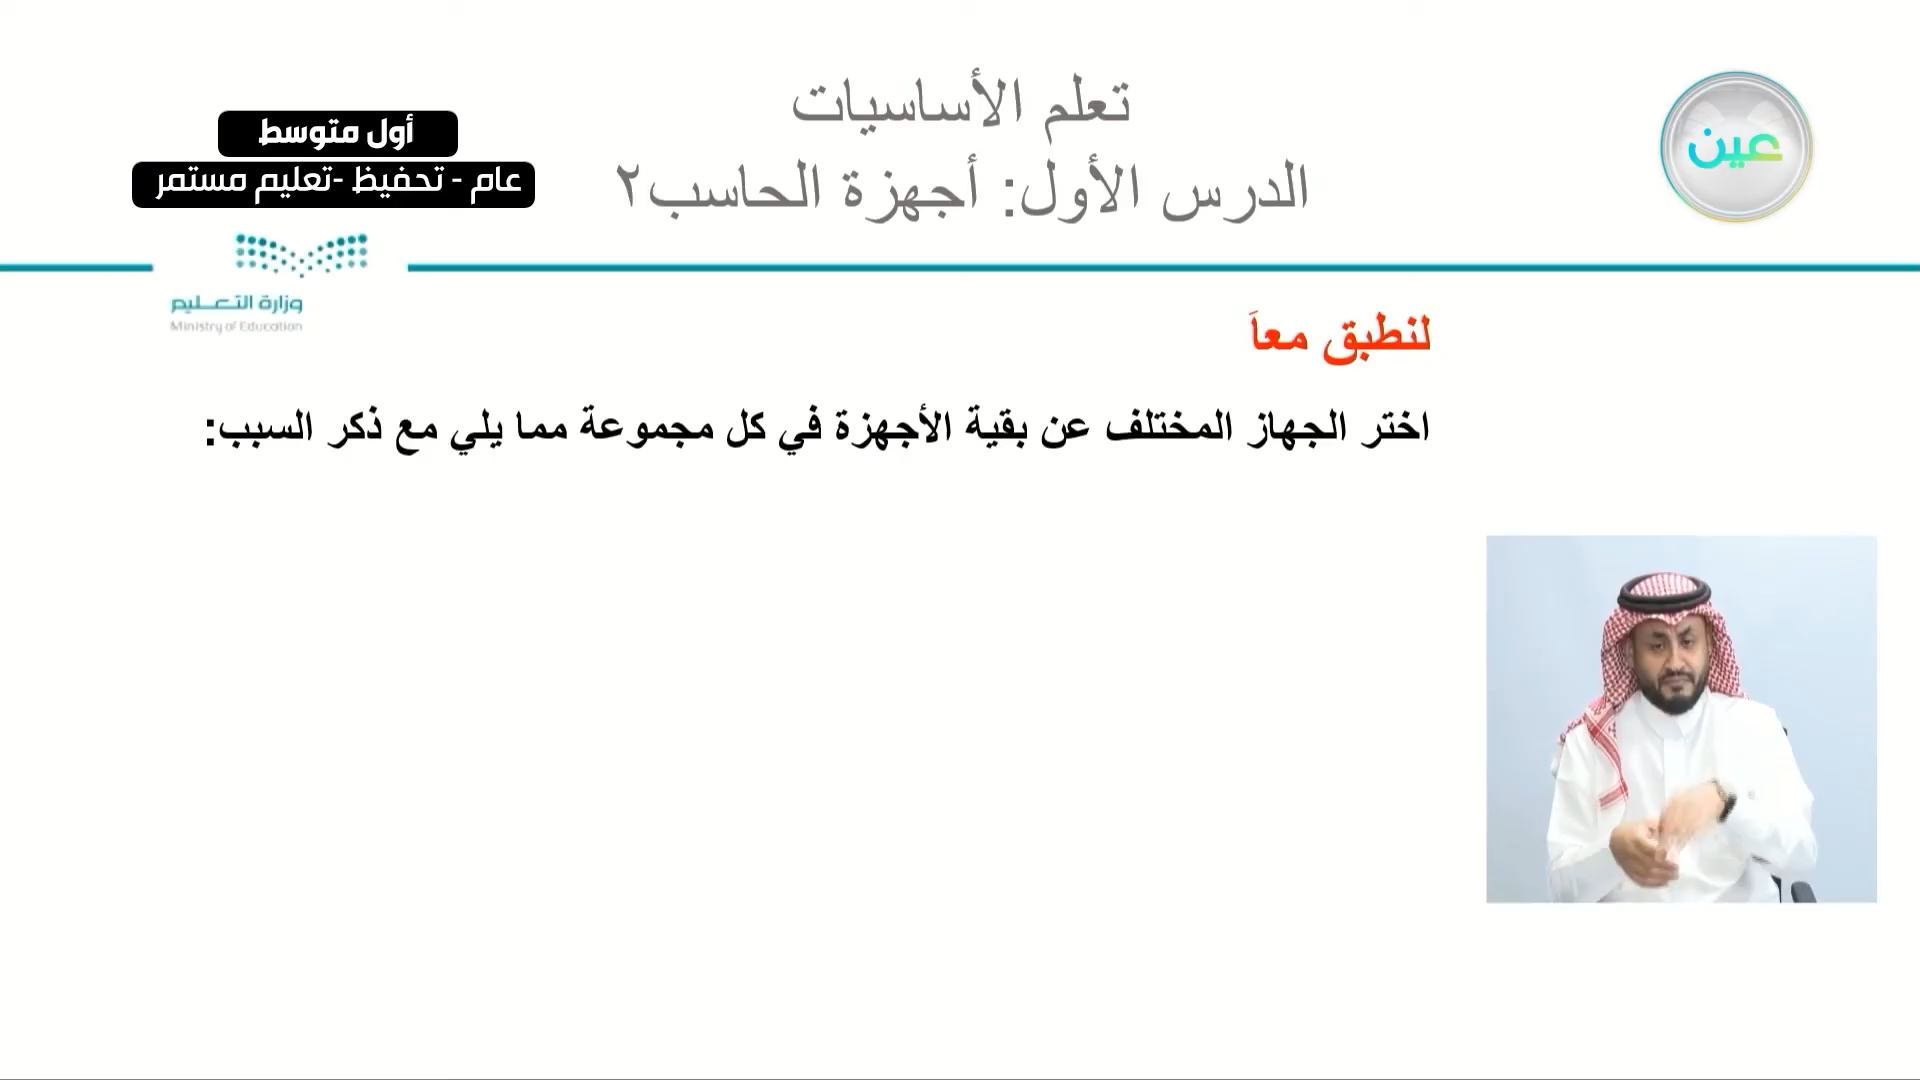 تعلم الأساسيات
الدرس الأول: أجهزة الحاسب٢
عين
أول متوسط
عام - تحفيظ -تعليم مستمر
وزارة التعليم
Ministry of Education
لنطبق معاَ
اختر الجهاز المختلف عن بقية الأجهزة في كل مجموعة مما يلي مع ذكر السبب: